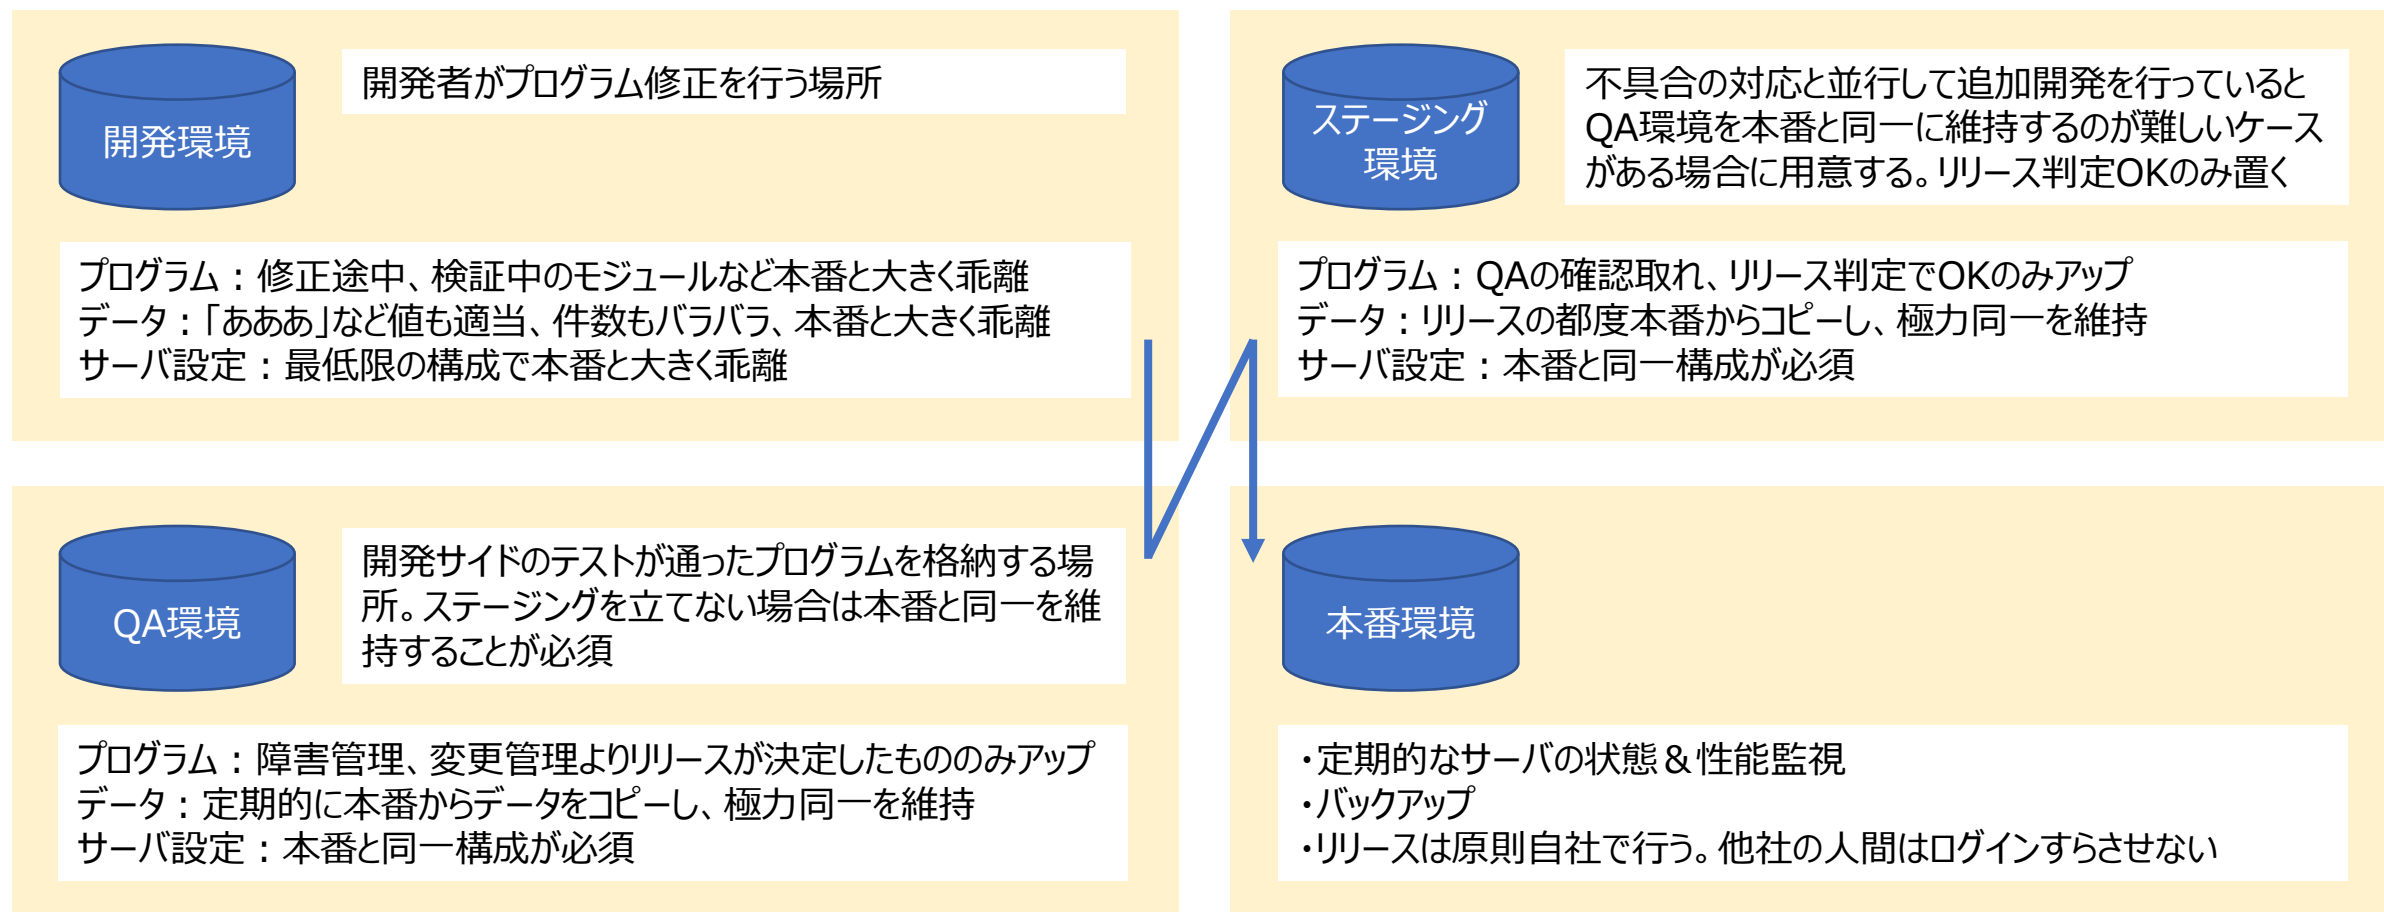 開発環境
開発者がプログラム修正を行う場所
プログラム：修正途中、検証中のモジュールなど本番と大きく乖離
データ：「あああ」など値も適当、件数もバラバラ、本番と大きく乖離
サーバ設定：最低限の構成で本番と大きく乖離
QA環境
開発サイドのテストが通ったプログラムを格納する場
所。ステージングを立てない場合は本番と同一を維
持することが必須
プログラム：障害管理、変更管理よりリリースが決定したもののみアップ
データ：定期的に本番からデータをコピーし、極力同一を維持
サーバ設定：本番と同一構成が必須
ステージング
環境
不具合の対応と並行して追加開発を行っていると
QA環境を本番と同一に維持するのが難しいケース
がある場合に用意する。リリース判定OKのみ置く
プログラム：QAの確認取れ、リリース判定でOKのみアップ
データ：リリースの都度本番からコピーし、極力同一を維持
サーバ設定：本番と同一構成が必須
本番環境
・定期的なサーバの状態＆性能監視
・バックアップ
・リリースは原則自社で行う。他社の人間はログインすらさせない